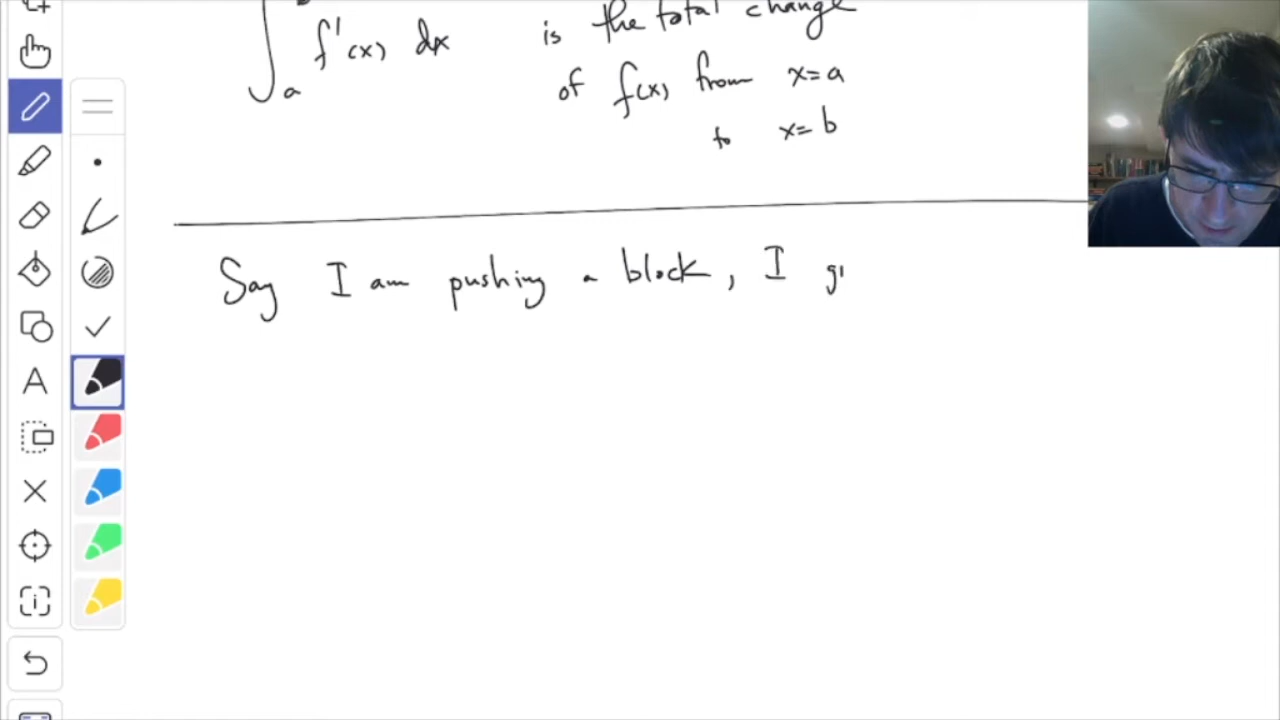 ∫ₐ f'(x) dx is the total change
of f(x) from x=a
to x=b
Say I am pushing a block, I
A